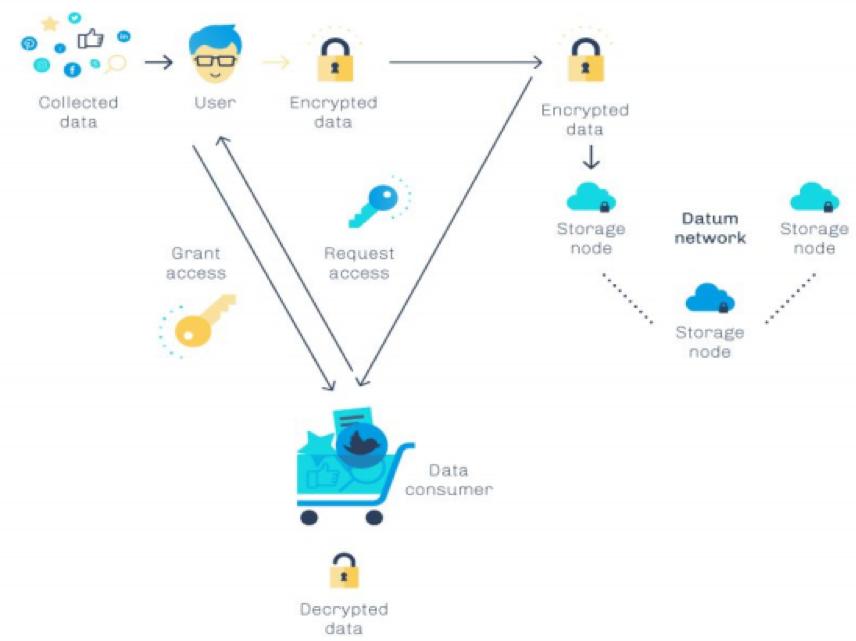 Collected
data
User
Encrypted
data
Encrypted
data
Storage
node
Datum
network
Storage
node
Storage
node
Grant
access
Request
access
Data
consumer
Decrypted
data